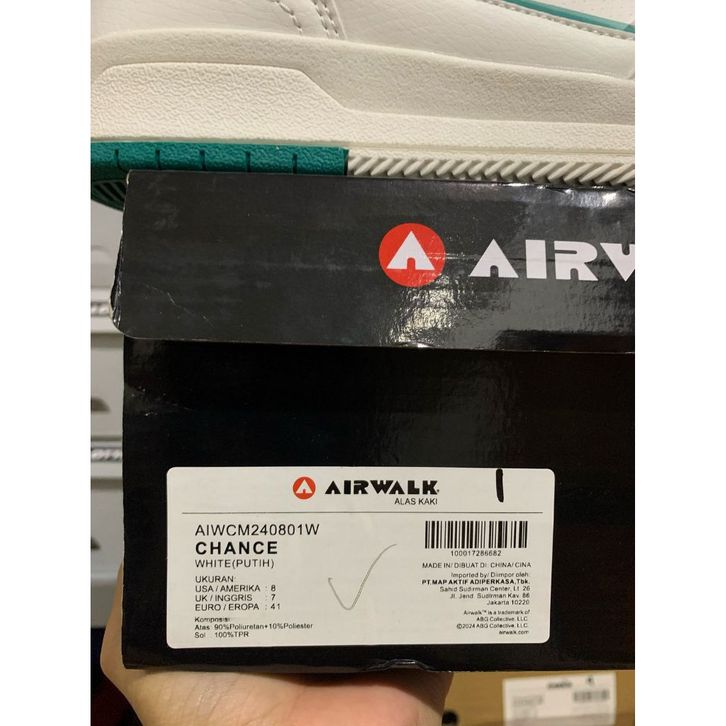 AIRW
AIRWALK
ALAS KAKI
1
AIWCM240801W
CHANCE
WHITE(PUTIH)
UKURAN:
USA / AMERIKA : 8
UK / INGGRIS : 7
EURO / EROPA : 41
Komposisi
Atas: 90%Poliuretan+10%Poliester
Sol : 100%TPR
100017286682
MADE IN/ DIBUAT DI: CHINA/ CINA
Imported by/ Diimpor oleh:
PT.MAP AKTIF ADIPERKASA,Tbk.
Sahid Sudirman Center, Lt. 26
Jl. Jend. Sudirman Kav. 86
Jakarta 10220
Airwalk™ is a trademark of
ABG Collective, LLC.
©2024 ABG Collective, LLC.
airwalk.com